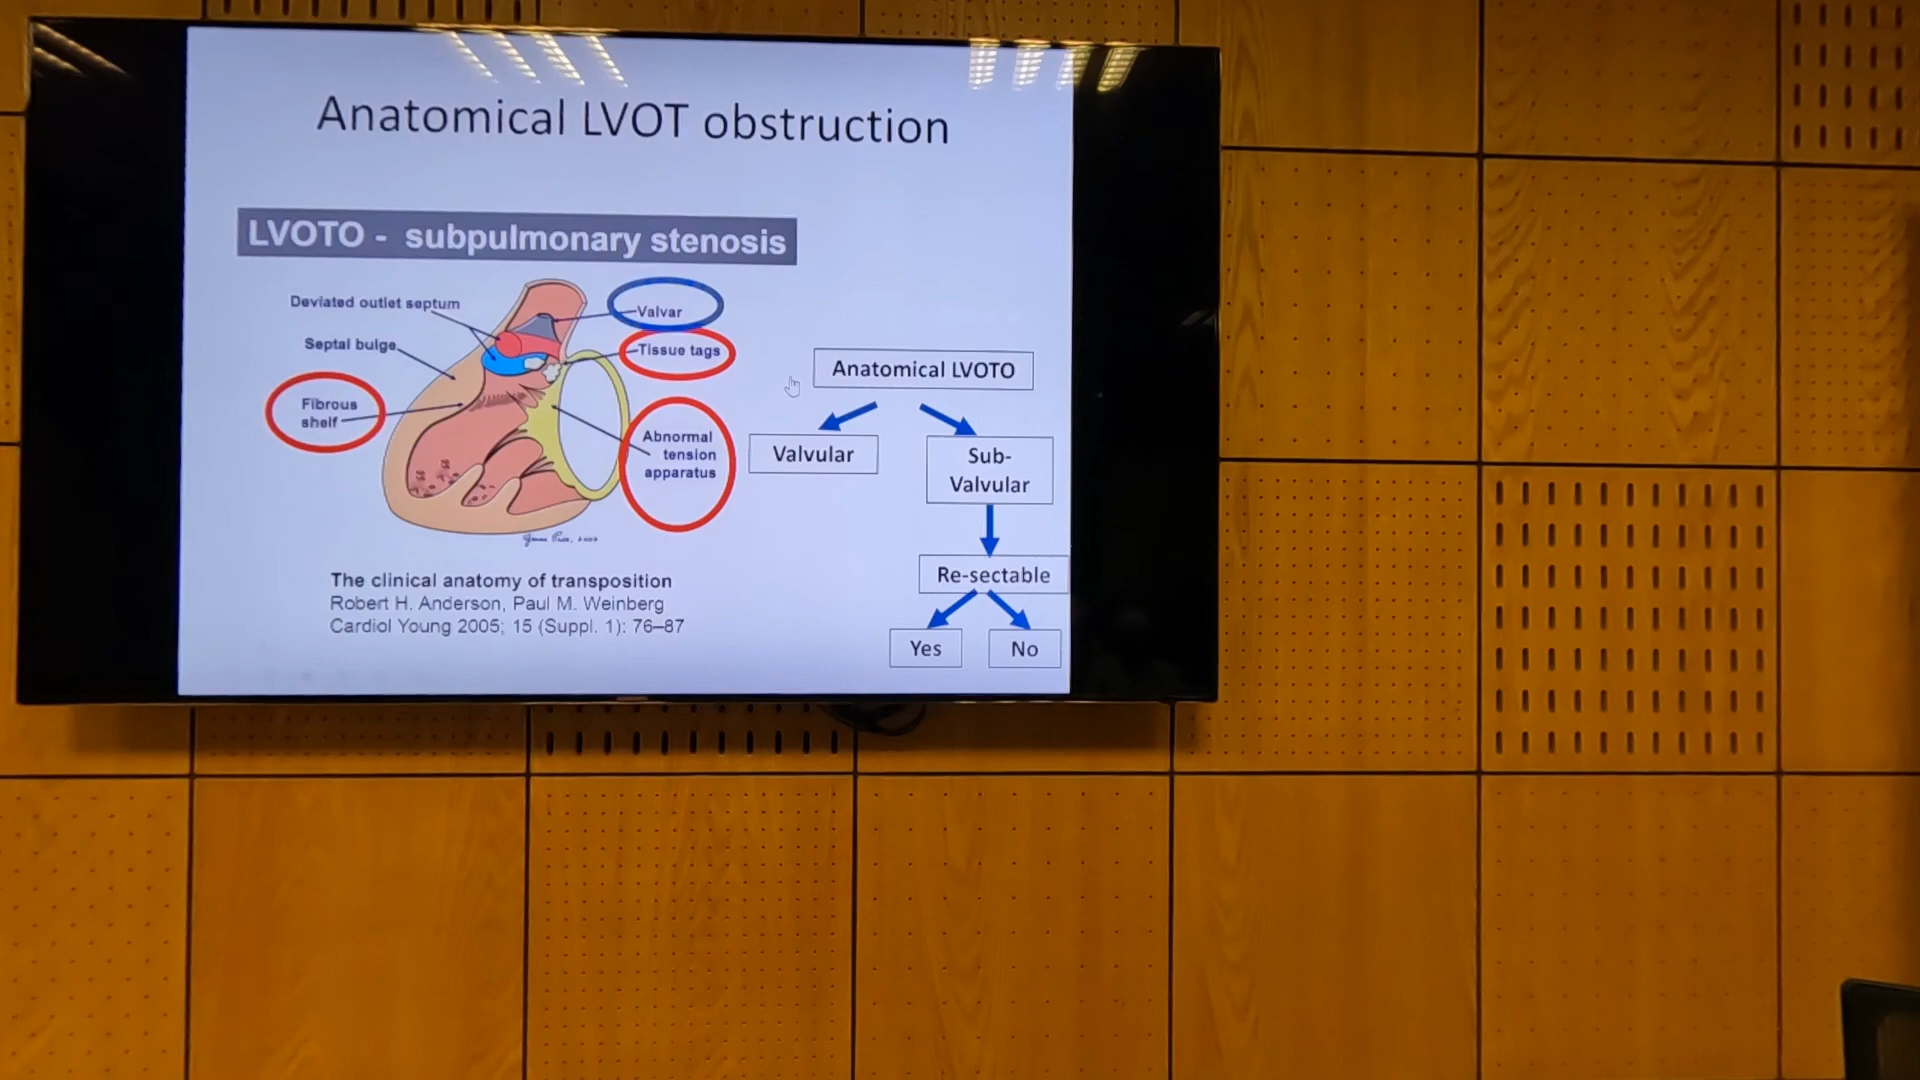 Anatomical LVOT obstruction
LVOTO - subpulmonary stenosis
Deviated outlet septum
Septal bulge
Fibrous
shelf
Valvar
Tissue tags
Abnormal
tension
apparatus
The clinical anatomy of transposition
Robert H. Anderson, Paul M. Weinberg
Cardiol Young 2005; 15 (Suppl. 1): 76–87
Anatomical LVOTO
Valvular
Sub-
Valvular
Re-sectable
Yes
No